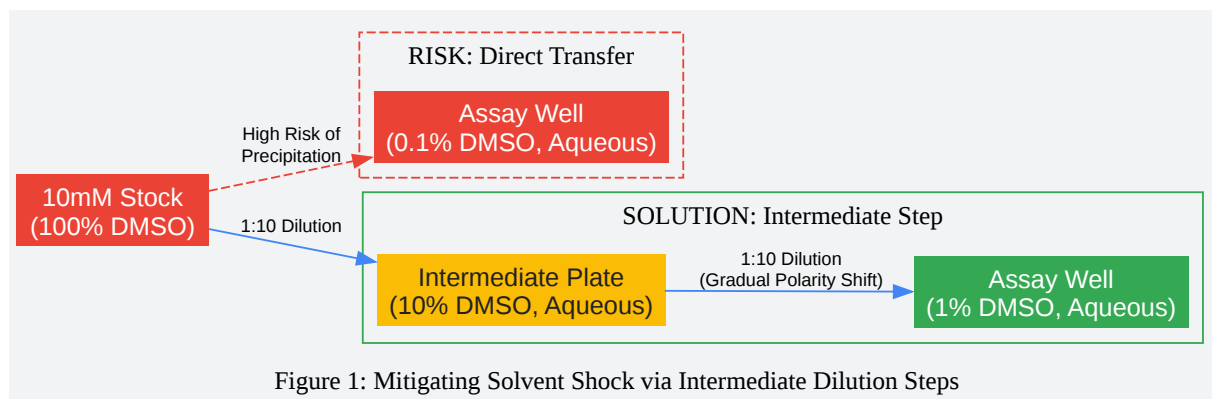 RISK: Direct Transfer
Assay Well
(0.1% DMSO, Aqueous)
High Risk of
Precipitation
10mM Stock
(100% DMSO)
1:10 Dilution
SOLUTION: Intermediate Step
Intermediate Plate
(10% DMSO, Aqueous)
1:10 Dilution
(Gradual Polarity Shift)
Assay Well
(1% DMSO, Aqueous)
Figure 1: Mitigating Solvent Shock via Intermediate Dilution Steps